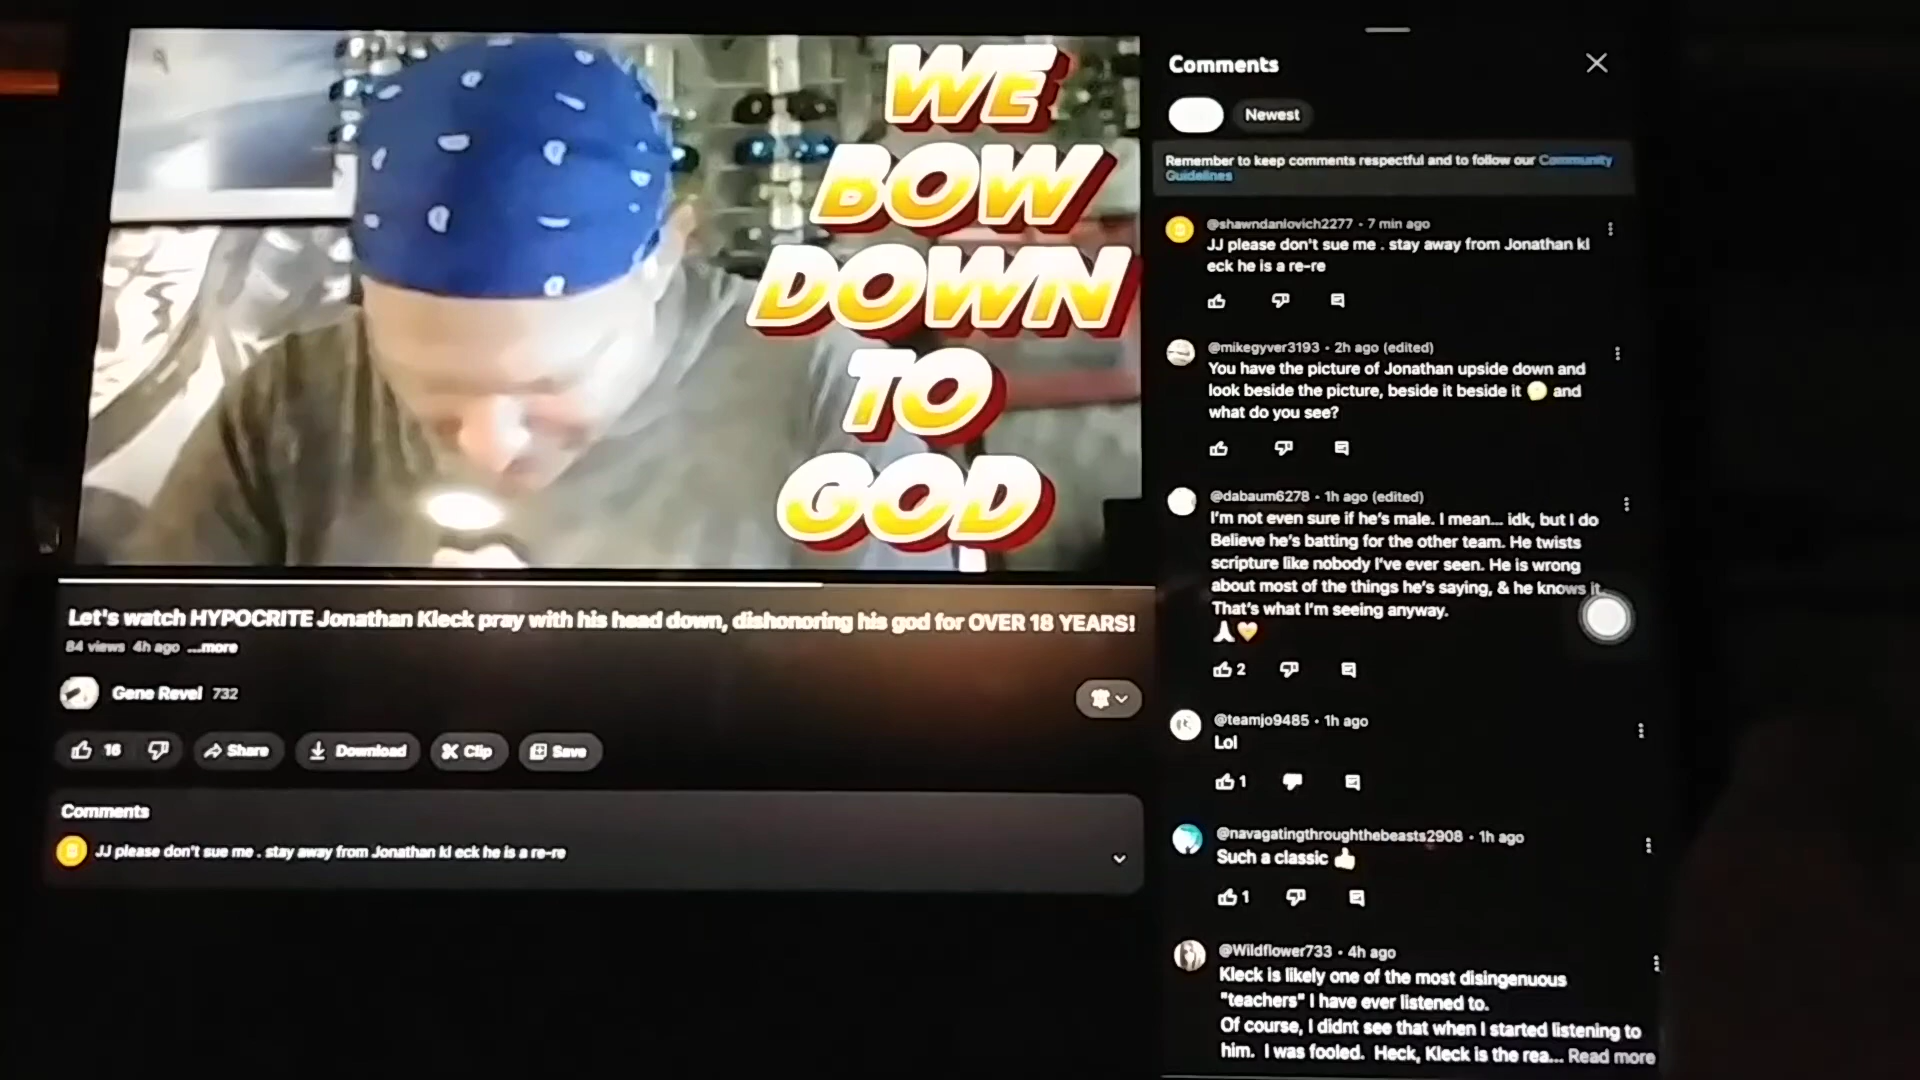 WE
BOW
DOWN
TO
GOD
Let's watch HYPOCRITE Jonathan Kleck pray with his head down, dishonoring his god for OVER 18 YEARS!
84 views 4h ago ...more
Gene Revel 732
16
Share
Download
Clip
Save
Comments
JJ please don't sue me . stay away from Jonathan kl eck he is a re-re
Comments
Newest
Remember to keep comments respectful and to follow our Community
Guidelines
@shawndanlovich2277 • 7 min ago
JJ please don't sue me . stay away from Jonathan kl
eck he is a re-re
@mikegyver3193 • 2h ago (edited)
You have the picture of Jonathan upside down and
look beside the picture, beside it beside it 🤔 and
what do you see?
@dabaum6278 • 1h ago (edited)
I'm not even sure if he's male. I mean... idk, but I do
Believe he's batting for the other team. He twists
scripture like nobody I've ever seen. He is wrong
about most of the things he's saying, & he knows it.
That's what I'm seeing anyway.
🙏💛
2
@teamjo9485 • 1h ago
Lol
1
@navagatingthroughthebeasts2908 • 1h ago
Such a classic 👍
1
@Wildflower733 • 4h ago
Kleck is likely one of the most disingenuous
"teachers" I have ever listened to.
Of course, I didnt see that when I started listening to
him. I was fooled. Heck, Kleck is the rea... Read more